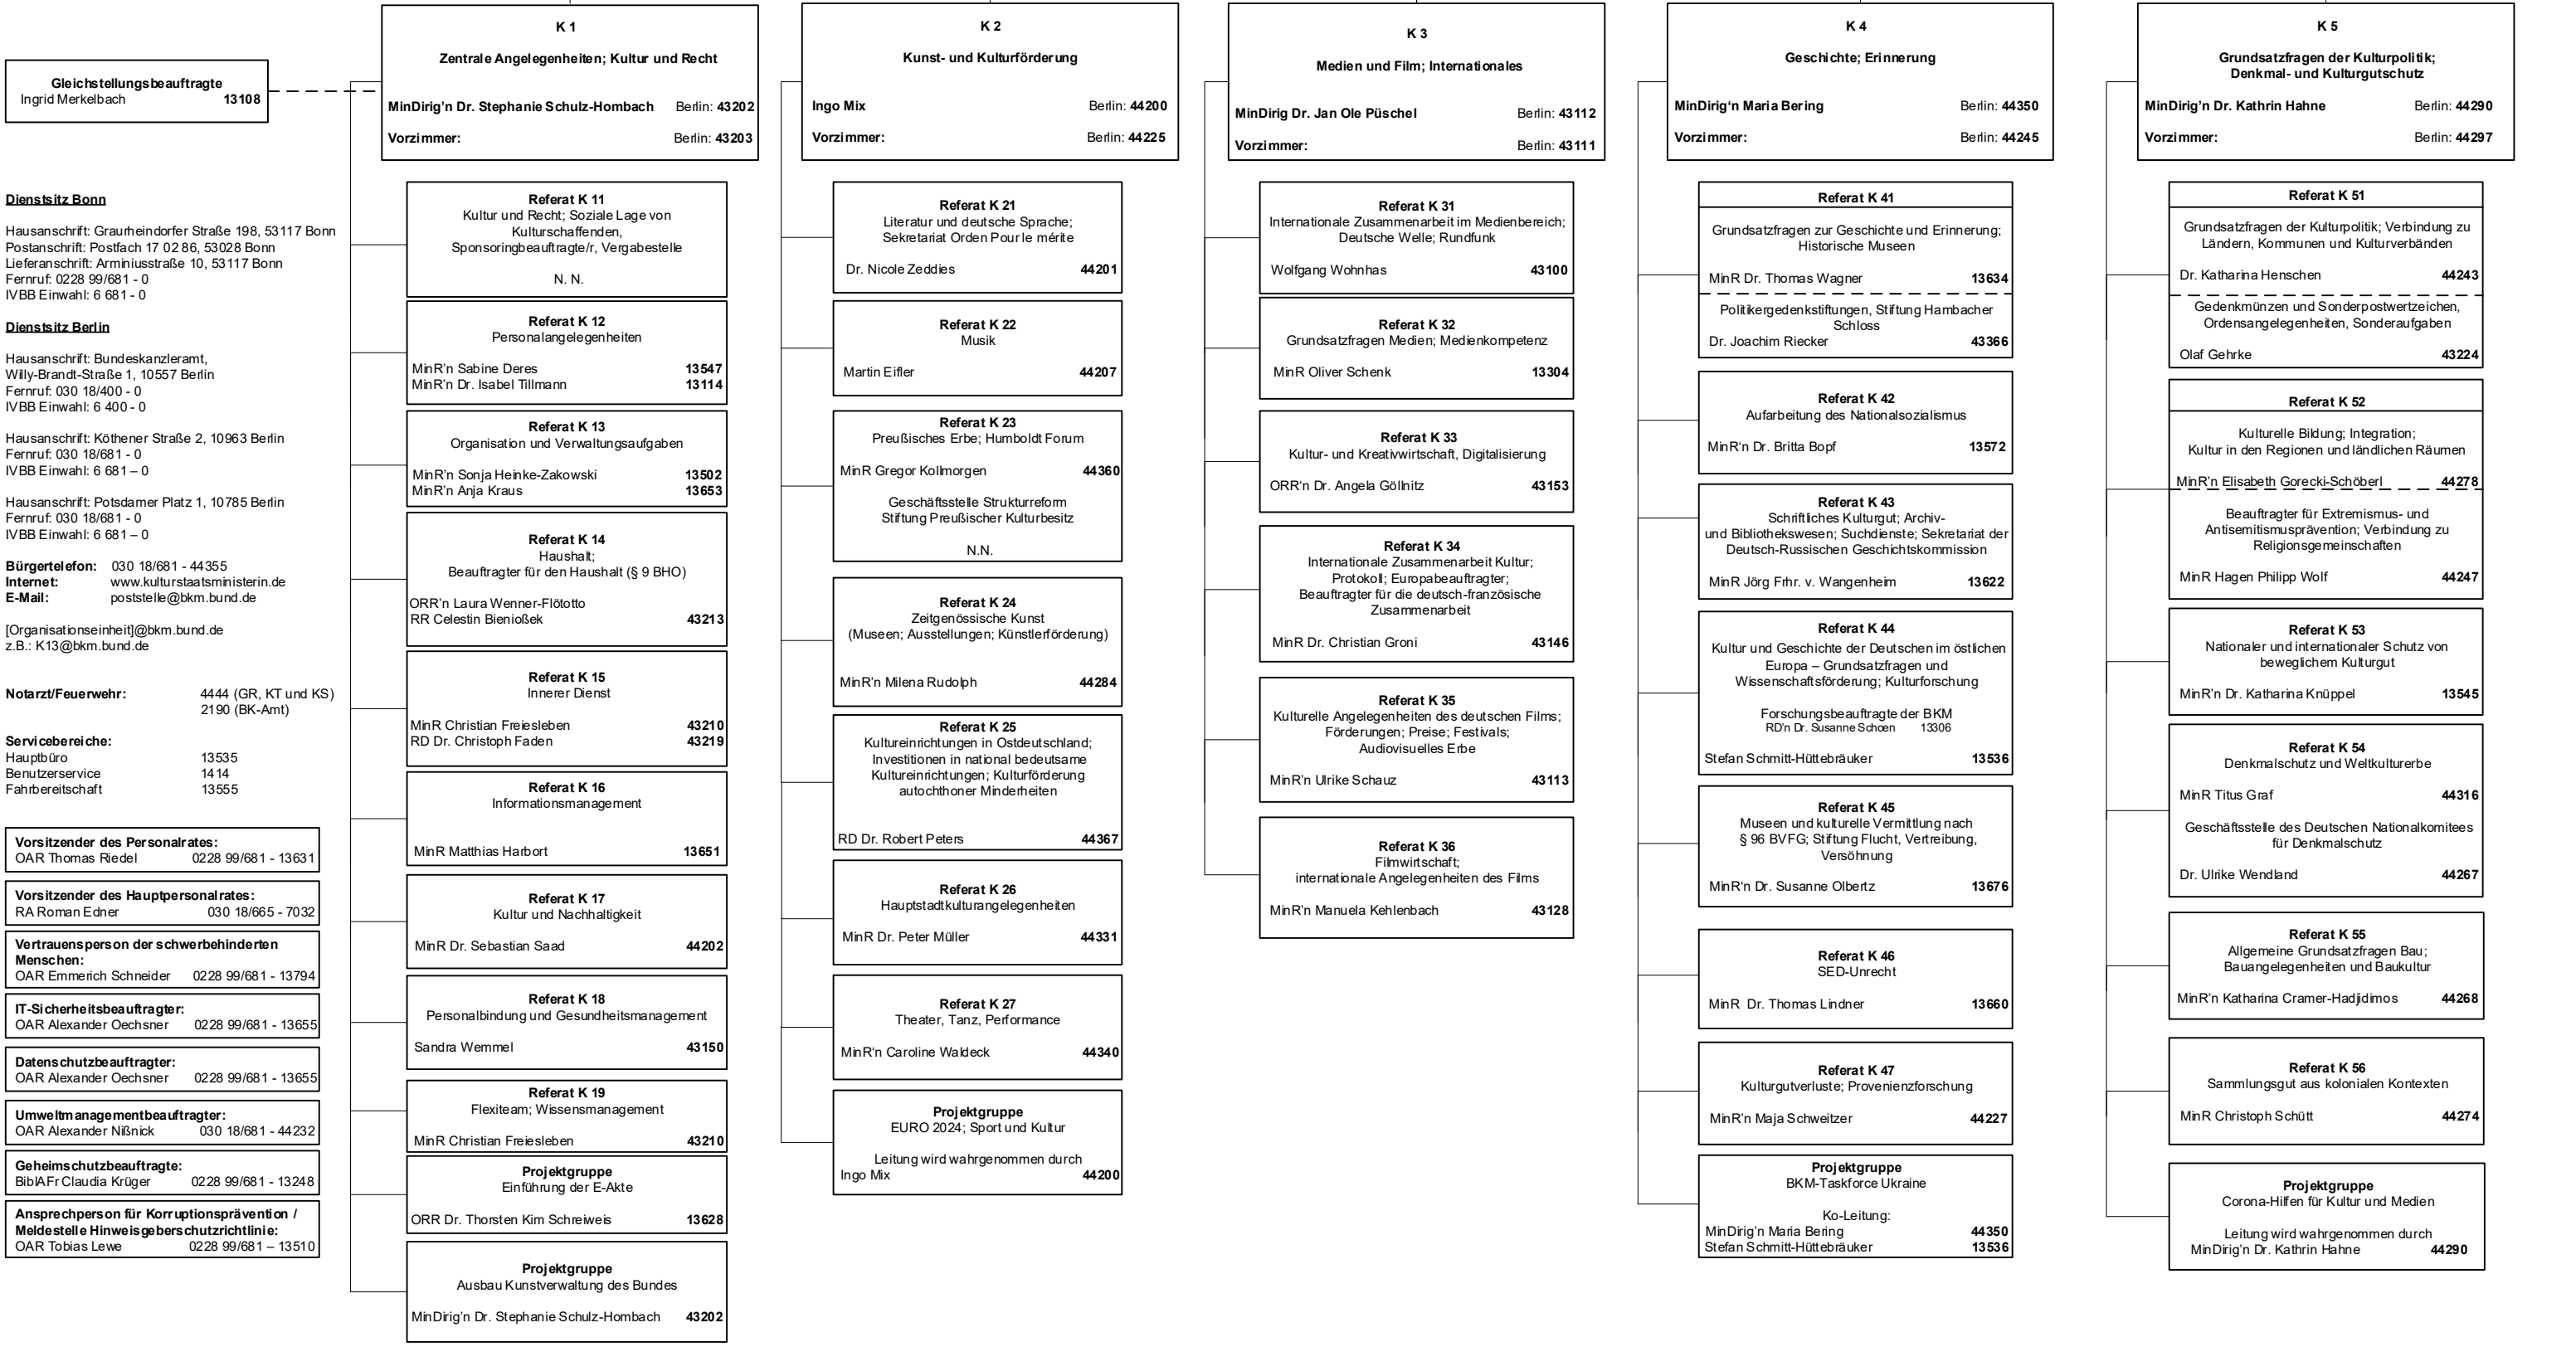 Gleichstellungsbeauftragte
Ingrid Merkelbach 13108
Dienstsitz Bonn
Hausanschrift: Graurheindorfer Straße 198, 53117 Bonn
Postanschrift: Postfach 17 02 86, 53028 Bonn
Lieferanschrift: Arminiusstraße 10, 53117 Bonn
Fernruf: 0228 99/681 - 0
IVBB Einwahl: 6 681 - 0
Dienstsitz Berlin
Hausanschrift: Bundeskanzleramt,
Willy-Brandt-Straße 1, 10557 Berlin
Fernruf: 030 18/400 - 0
IVBB Einwahl: 6 400 - 0
Hausanschrift: Köthener Straße 2, 10963 Berlin
Fernruf: 030 18/681 - 0
IVBB Einwahl: 6 681 – 0
Hausanschrift: Potsdamer Platz 1, 10785 Berlin
Fernruf: 030 18/681 - 0
IVBB Einwahl: 6 681 – 0
Bürgertelefon: 030 18/681 - 44355
Internet: www.kulturstaatsministerin.de
E-Mail: poststelle@bkm.bund.de
[Organisationseinheit]@bkm.bund.de
z.B.: K13@bkm.bund.de
Notarzt/Feuerwehr: 4444 (GR, KT und KS)
2190 (BK-Amt)
Servicebereiche:
Hauptbüro 13535
Benutzerservice 1414
Fahrbereitschaft 13555
Vorsitzender des Personalrates:
OAR Thomas Riedel 0228 99/681 - 13631
Vorsitzender des Hauptpersonalrates:
RA Roman Edner 030 18/665 - 7032
Vertrauensperson der schwerbehinderten
Menschen:
OAR Emmerich Schneider 0228 99/681 - 13794
IT-Sicherheitsbeauftragter:
OAR Alexander Oechsner 0228 99/681 - 13655
Datenschutzbeauftragter:
OAR Alexander Oechsner 0228 99/681 - 13655
Umweltmanagementbeauftragter:
OAR Alexander Nißnick 030 18/681 - 44232
Geheimschutzbeauftragte:
BiblAFr Claudia Krüger 0228 99/681 - 13248
Ansprechperson für Korruptionsprävention /
Meldestelle Hinweisgeberschutzrichtlinie:
OAR Tobias Lewe 0228 99/681 – 13510
K 1
Zentrale Angelegenheiten; Kultur und Recht
MinDirig'n Dr. Stephanie Schulz-Hombach Berlin: 43202
Vorzimmer: Berlin: 43203
Referat K 11
Kultur und Recht; Soziale Lage von
Kulturschaffenden,
Sponsoringbeauftragte/r, Vergabestelle
N. N.
Referat K 12
Personalangelegenheiten
MinR'n Sabine Deres 13547
MinR'n Dr. Isabel Tillmann 13114
Referat K 13
Organisation und Verwaltungsaufgaben
MinR'n Sonja Heinke-Zakowski 13502
MinR'n Anja Kraus 13653
Referat K 14
Haushalt;
Beauftragter für den Haushalt (§ 9 BHO)
ORR'n Laura Wenner-Flötotto
RR Celestin Bienioßek 43213
Referat K 15
Innerer Dienst
MinR Christian Freiesleben 43210
RD Dr. Christoph Faden 43219
Referat K 16
Informationsmanagement
MinR Matthias Harbort 13651
Referat K 17
Kultur und Nachhaltigkeit
MinR Dr. Sebastian Saad 44202
Referat K 18
Personalbindung und Gesundheitsmanagement
Sandra Wemmel 43150
Referat K 19
Flexiteam; Wissensmanagement
MinR Christian Freiesleben 43210
Projektgruppe
Einführung der E-Akte
ORR Dr. Thorsten Kim Schreiweis 13628
Projektgruppe
Ausbau Kunstverwaltung des Bundes
MinDirig'n Dr. Stephanie Schulz-Hombach 43202
K 2
Kunst- und Kulturförderung
Ingo Mix Berlin: 44200
Vorzimmer: Berlin: 44225
Referat K 21
Literatur und deutsche Sprache;
Sekretariat Orden Pour le mérite
Dr. Nicole Zeddies 44201
Referat K 22
Musik
Martin Eifler 44207
Referat K 23
Preußisches Erbe; Humboldt Forum
MinR Gregor Kollmorgen 44360
Geschäftsstelle Strukturreform
Stiftung Preußischer Kulturbesitz
N.N.
Referat K 24
Zeitgenössische Kunst
(Museen; Ausstellungen; Künstlerförderung)
MinR'n Milena Rudolph 44284
Referat K 25
Kultureinrichtungen in Ostdeutschland;
Investitionen in national bedeutsame
Kultureinrichtungen; Kulturförderung
autochthoner Minderheiten
RD Dr. Robert Peters 44367
Referat K 26
Hauptstadtkulturangelegenheiten
MinR Dr. Peter Müller 44331
Referat K 27
Theater, Tanz, Performance
MinR'n Caroline Waldeck 44340
Projektgruppe
EURO 2024; Sport und Kultur
Leitung wird wahrgenommen durch
Ingo Mix 44200
K 3
Medien und Film; Internationales
MinDirig Dr. Jan Ole Püschel Berlin: 43112
Vorzimmer: Berlin: 43111
Referat K 31
Internationale Zusammenarbeit im Medienbereich;
Deutsche Welle; Rundfunk
Wolfgang Wohnhas 43100
Referat K 32
Grundsatzfragen Medien; Medienkompetenz
MinR Oliver Schenk 13304
Referat K 33
Kultur- und Kreativwirtschaft, Digitalisierung
ORR'n Dr. Angela Göllnitz 43153
Referat K 34
Internationale Zusammenarbeit Kultur;
Protokoll; Europabeauftragter;
Beauftragter für die deutsch-französische
Zusammenarbeit
MinR Dr. Christian Groni 43146
Referat K 35
Kulturelle Angelegenheiten des deutschen Films;
Förderungen; Preise; Festivals;
Audiovisuelles Erbe
MinR'n Ulrike Schauz 43113
Referat K 36
Filmwirtschaft;
internationale Angelegenheiten des Films
MinR'n Manuela Kehlenbach 43128
K 4
Geschichte; Erinnerung
MinDirig'n Maria Bering Berlin: 44350
Vorzimmer: Berlin: 44245
Referat K 41
Grundsatzfragen zur Geschichte und Erinnerung;
Historische Museen
MinR Dr. Thomas Wagner 13634
Politikergedenkstiftungen, Stiftung Hambacher
Schloss
Dr. Joachim Riecker 43366
Referat K 42
Aufarbeitung des Nationalsozialismus
MinR'n Dr. Britta Bopf 13572
Referat K 43
Schriftliches Kulturgut; Archiv-
und Bibliothekswesen; Suchdienste; Sekretariat der
Deutsch-Russischen Geschichtskommission
MinR Jörg Frhr. v. Wangenheim 13622
Referat K 44
Kultur und Geschichte der Deutschen im östlichen
Europa – Grundsatzfragen und
Wissenschaftsförderung; Kulturforschung
Forschungsbeauftragte der BKM
RD'n Dr. Susanne Schoen 13306
Stefan Schmitt-Hüttebräuker 13536
Referat K 45
Museen und kulturelle Vermittlung nach
§ 96 BVFG; Stiftung Flucht, Vertreibung,
Versöhnung
MinR'n Dr. Susanne Olbertz 13676
Referat K 46
SED-Unrecht
MinR Dr. Thomas Lindner 13660
Referat K 47
Kulturgutverluste; Provenienzforschung
MinR'n Maja Schweitzer 44227
Projektgruppe
BKM-Taskforce Ukraine
Ko-Leitung:
MinDirig'n Maria Bering 44350
Stefan Schmitt-Hüttebräuker 13536
K 5
Grundsatzfragen der Kulturpolitik;
Denkmal- und Kulturgutschutz
MinDirig'n Dr. Kathrin Hahne Berlin: 44290
Vorzimmer: Berlin: 44297
Referat K 51
Grundsatzfragen der Kulturpolitik; Verbindung zu
Ländern, Kommunen und Kulturverbänden
Dr. Katharina Henschen 44243
Gedenkmünzen und Sonderpostwertzeichen,
Ordensangelegenheiten, Sonderaufgaben
Olaf Gehrke 43224
Referat K 52
Kulturelle Bildung; Integration;
Kultur in den Regionen und ländlichen Räumen
MinR'n Elisabeth Gorecki-Schöberl 44278
Beauftragter für Extremismus- und
Antisemitismusprävention; Verbindung zu
Religionsgemeinschaften
MinR Hagen Philipp Wolf 44247
Referat K 53
Nationaler und internationaler Schutz von
beweglichem Kulturgut
MinR'n Dr. Katharina Knüppel 13545
Referat K 54
Denkmalschutz und Weltkulturerbe
MinR Titus Graf 44316
Geschäftsstelle des Deutschen Nationalkomitees
für Denkmalschutz
Dr. Ulrike Wendland 44267
Referat K 55
Allgemeine Grundsatzfragen Bau;
Bauangelegenheiten und Baukultur
MinR'n Katharina Cramer-Hadjidimos 44268
Referat K 56
Sammlungsgut aus kolonialen Kontexten
MinR Christoph Schütt 44274
Projektgruppe
Corona-Hilfen für Kultur und Medien
Leitung wird wahrgenommen durch
MinDirig'n Dr. Kathrin Hahne 44290